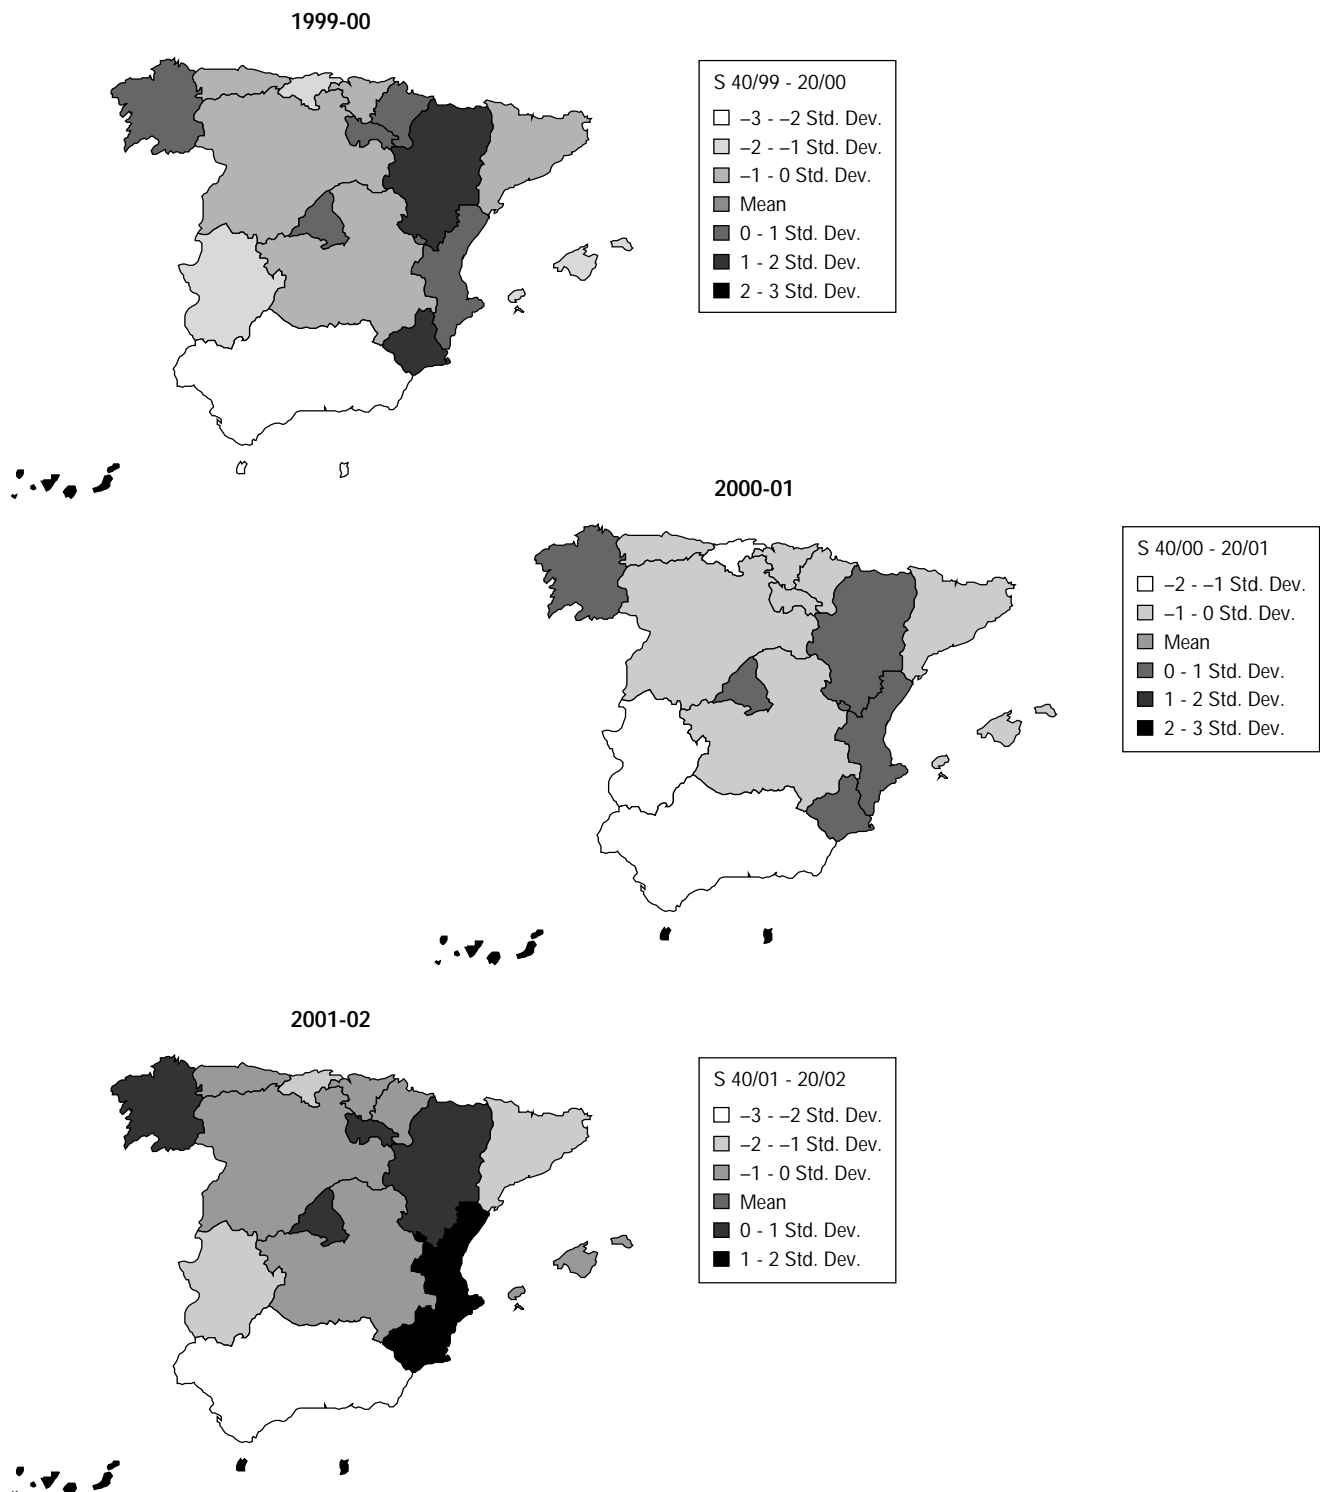 1999-00
S 40/99 - 20/00
–3 - –2 Std. Dev.
–2 - –1 Std. Dev.
–1 - 0 Std. Dev.
Mean
0 - 1 Std. Dev.
1 - 2 Std. Dev.
2 - 3 Std. Dev.
2000-01
S 40/00 - 20/01
–2 - –1 Std. Dev.
–1 - 0 Std. Dev.
Mean
0 - 1 Std. Dev.
1 - 2 Std. Dev.
2 - 3 Std. Dev.
2001-02
S 40/01 - 20/02
–3 - –2 Std. Dev.
–2 - –1 Std. Dev.
–1 - 0 Std. Dev.
Mean
0 - 1 Std. Dev.
1 - 2 Std. Dev.